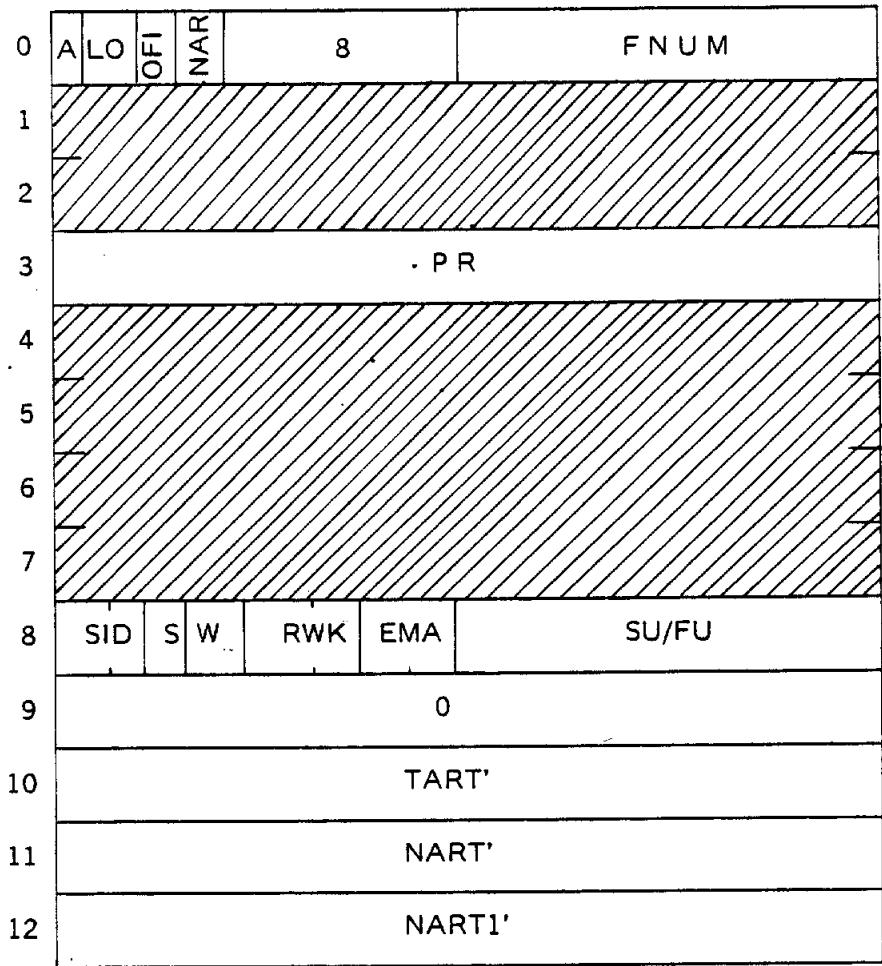 0 A LO OFI NAR 8 FNUM
1
2
3 PR
4
5
6
7
8 SID S W RWK EMA SU/FU
9 0
10 TART'
11 NART'
12 NART1'